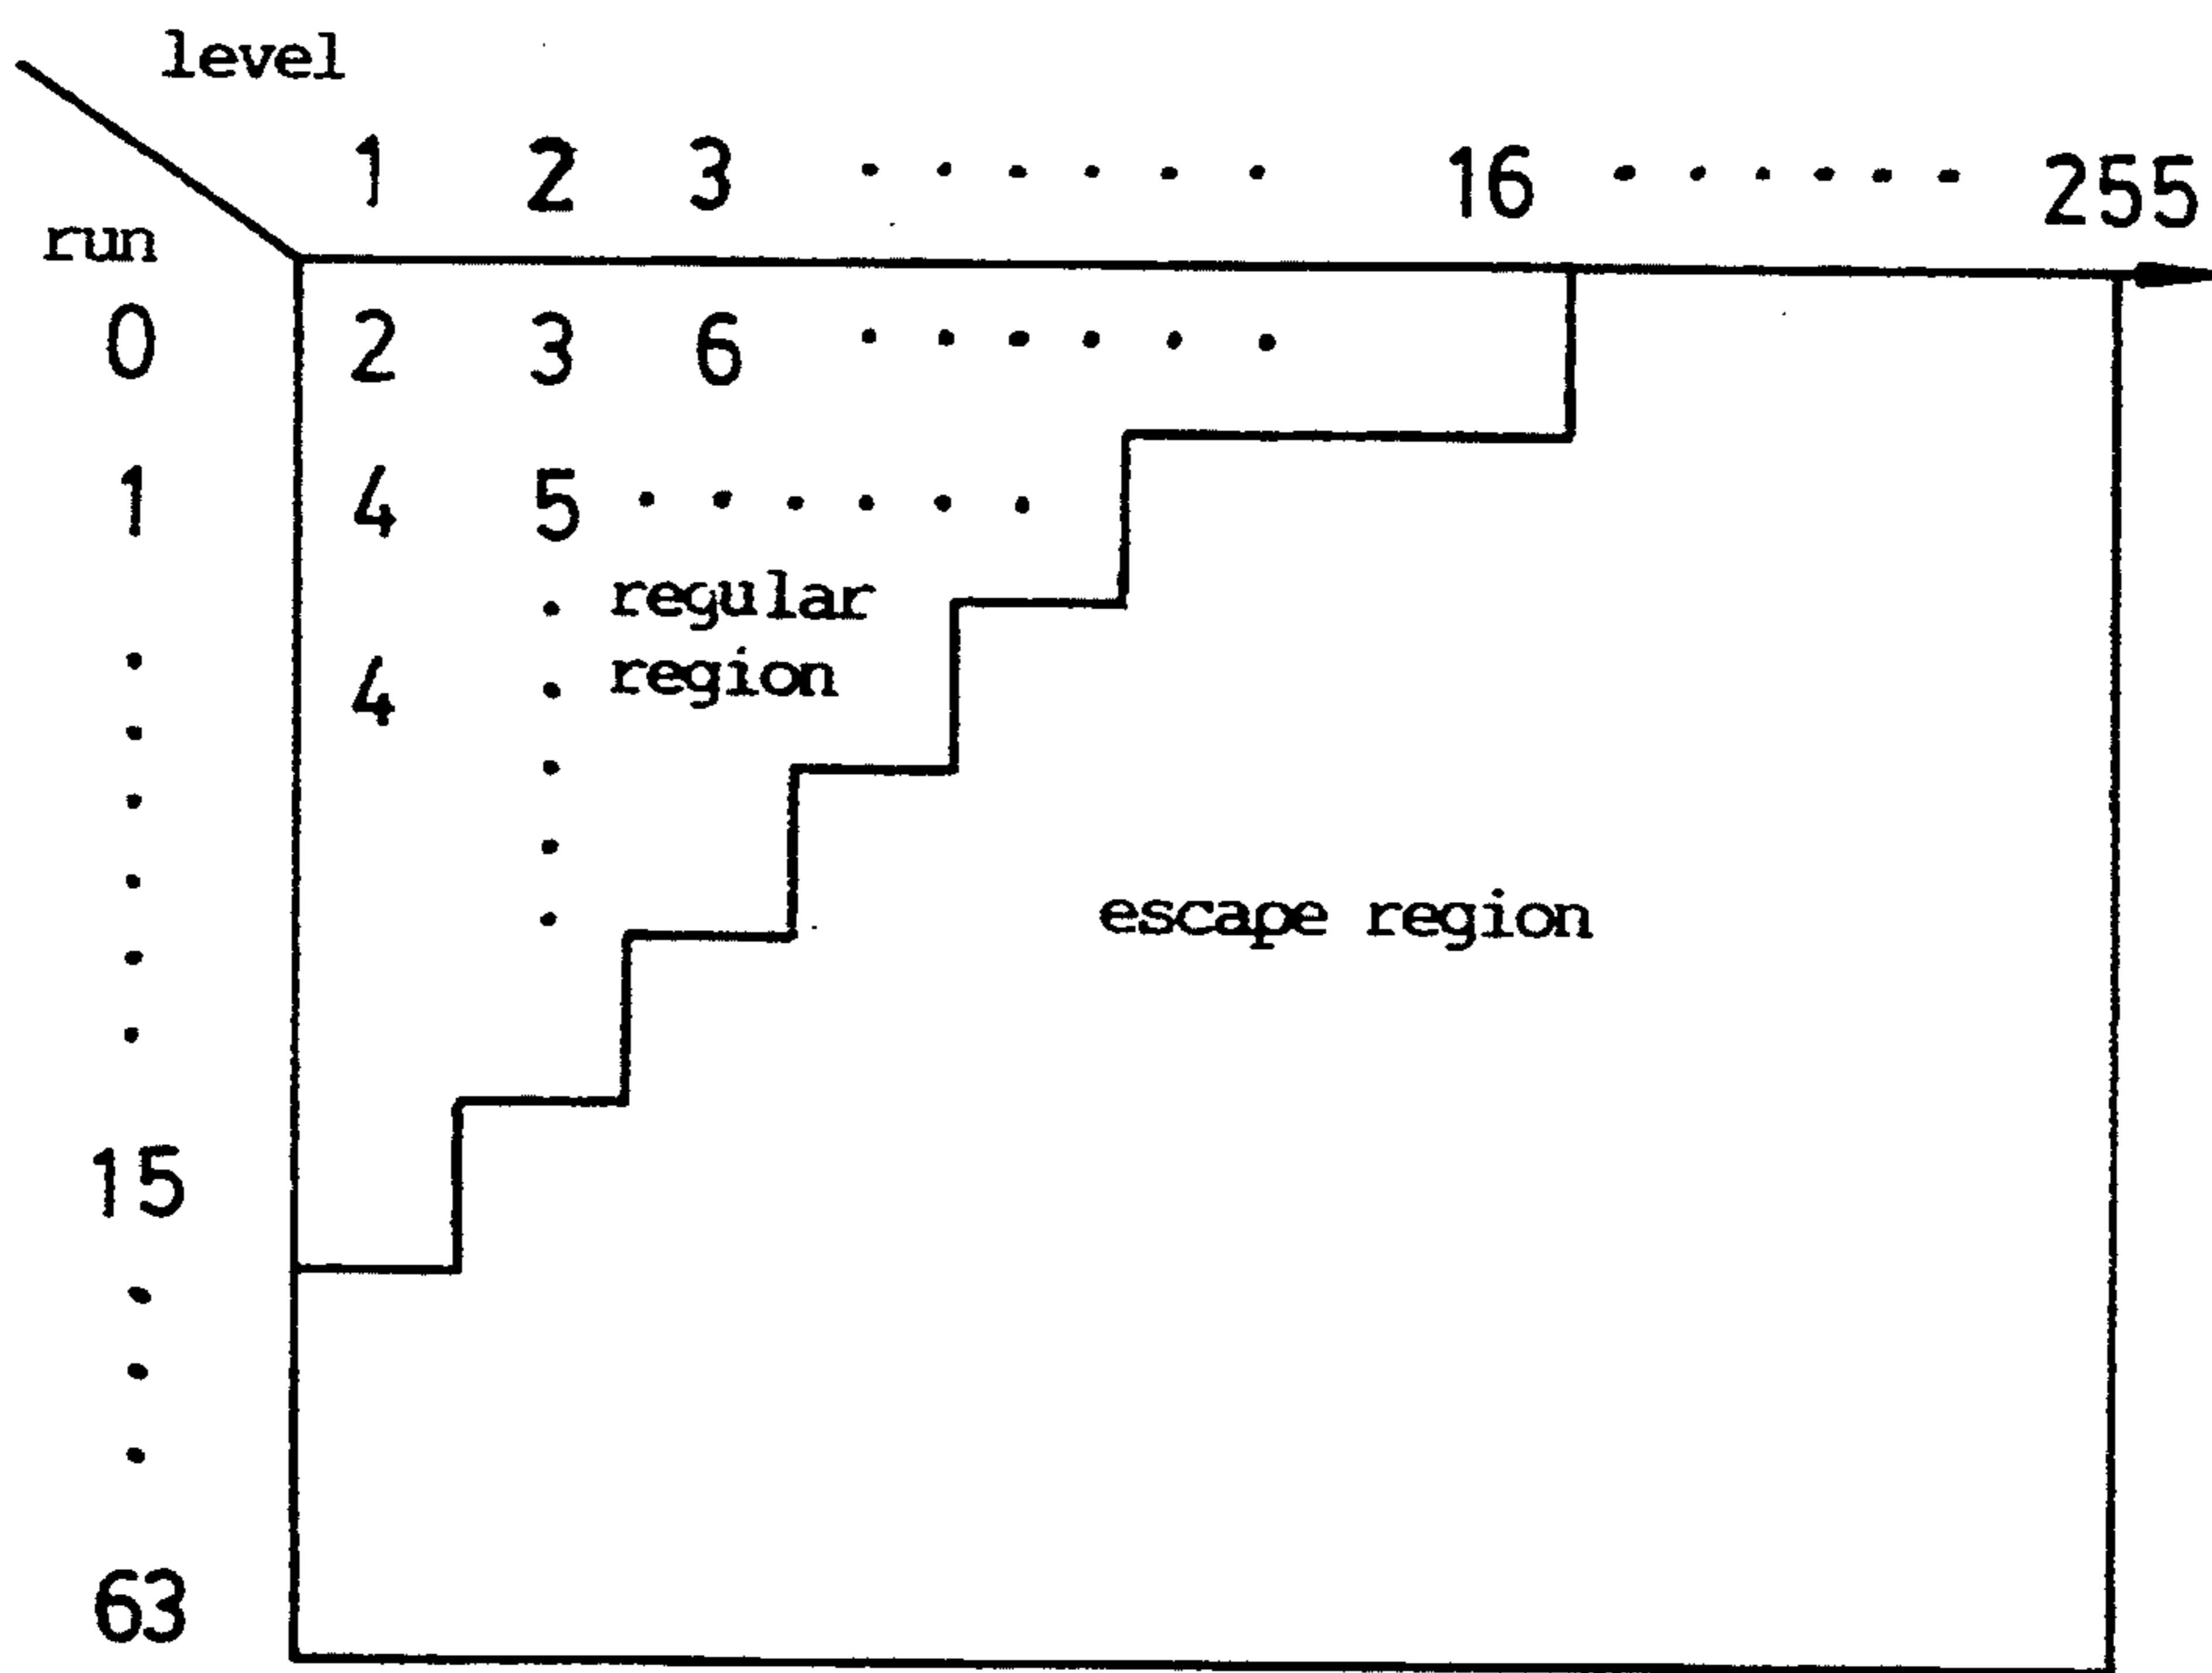 level
1 2 3 . . . . . . 16 . . . . . . 255
run
0 2 3 6 . . . . . .
1 4 5 . . . . . .
. regular
. 4 . region
.
.
.
.
.
.
.
escape region
.
.
15
.
.
.
63